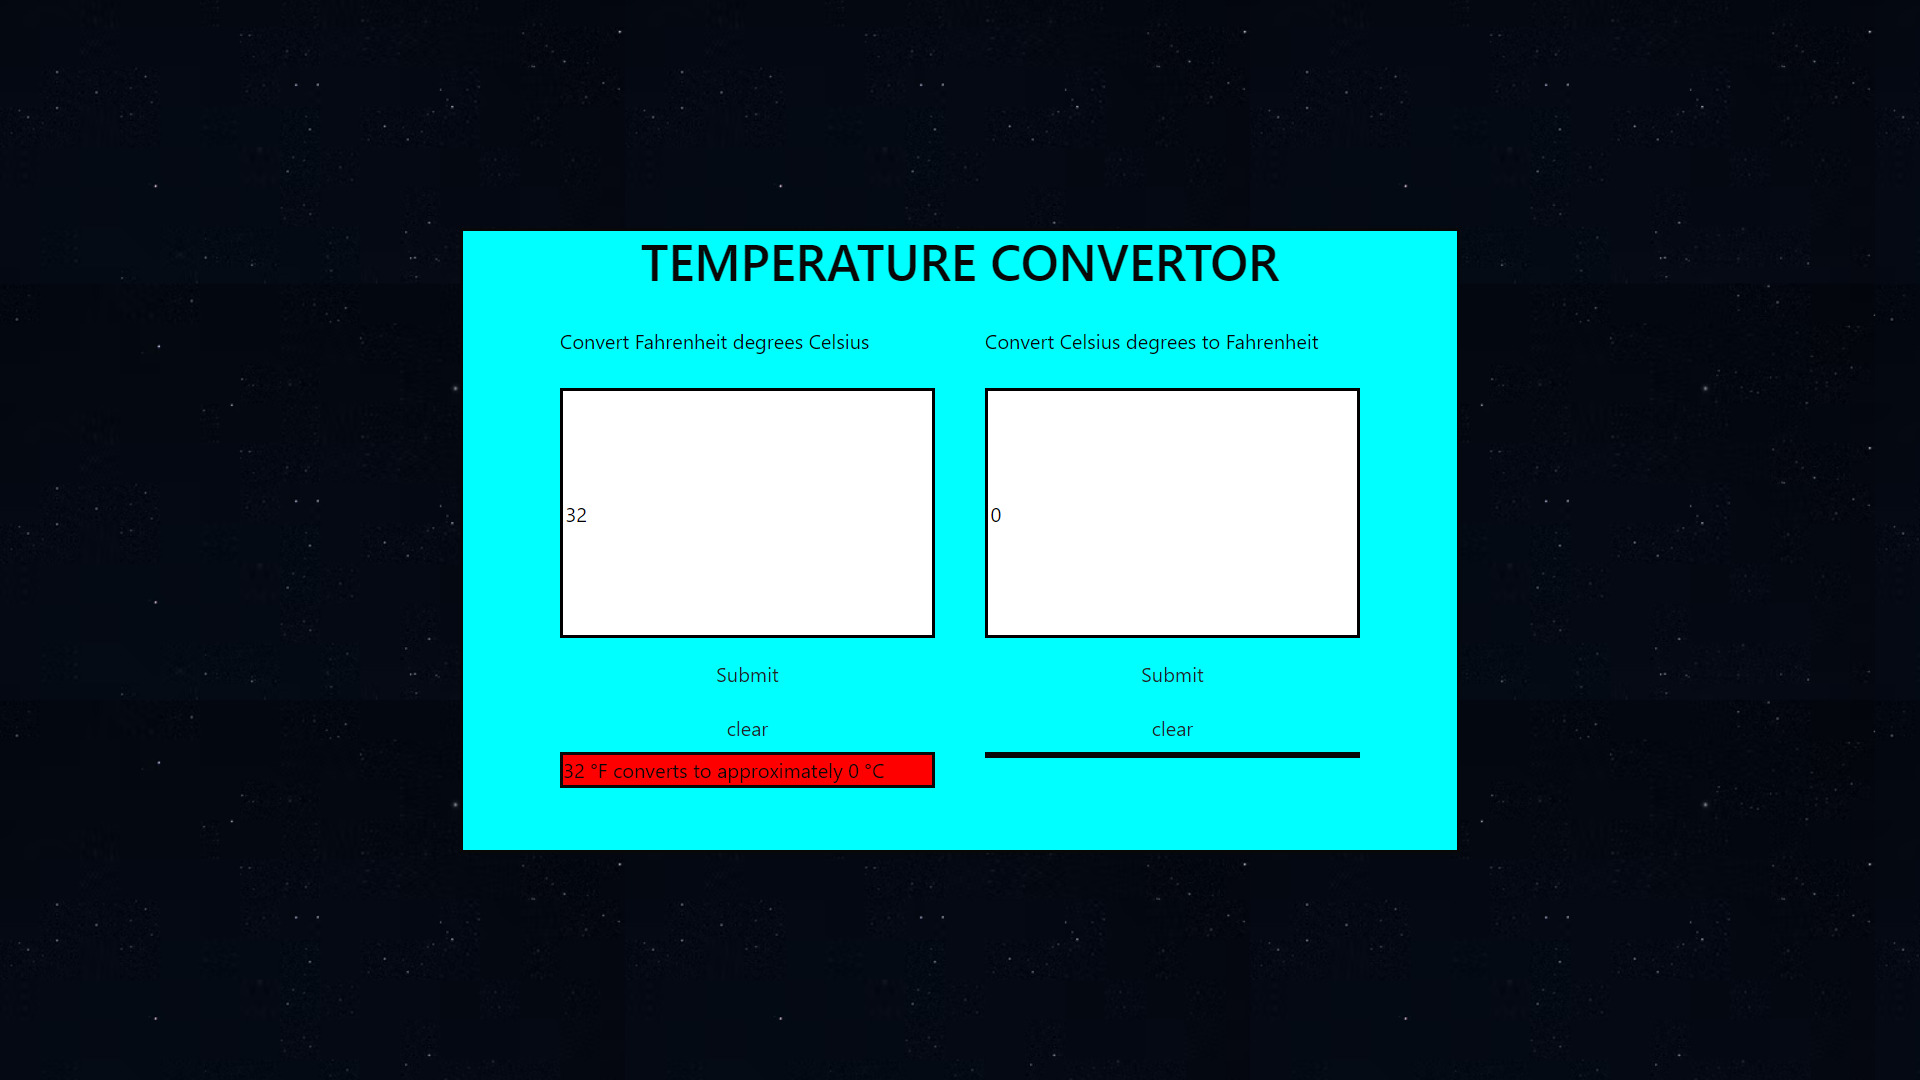 TEMPERATURE CONVERTOR
Convert Fahrenheit degrees Celsius
32
Submit
clear
32 °F converts to approximately 0 °C
Convert Celsius degrees to Fahrenheit
0
Submit
clear